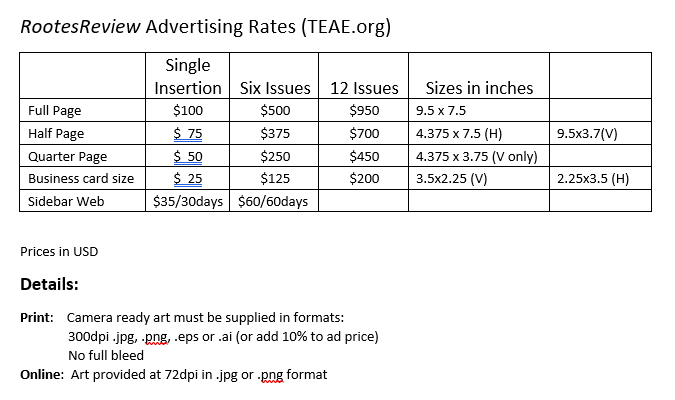 RootesReview Advertising Rates (TEAE.org)
Single
Insertion Six Issues 12 Issues Sizes in inches
Full Page $100 $500 $950 9.5 x 7.5
Half Page $ 75 $375 $700 4.375 x 7.5 (H) 9.5x3.7(V)
Quarter Page $ 50 $250 $450 4.375 x 3.75 (V only)
Business card size $ 25 $125 $200 3.5x2.25 (V) 2.25x3.5 (H)
Sidebar Web $35/30days $60/60days
Prices in USD
Details:
Print: Camera ready art must be supplied in formats:
300dpi .jpg, .png, .eps or .ai (or add 10% to ad price)
No full bleed
Online: Art provided at 72dpi in .jpg or .png format